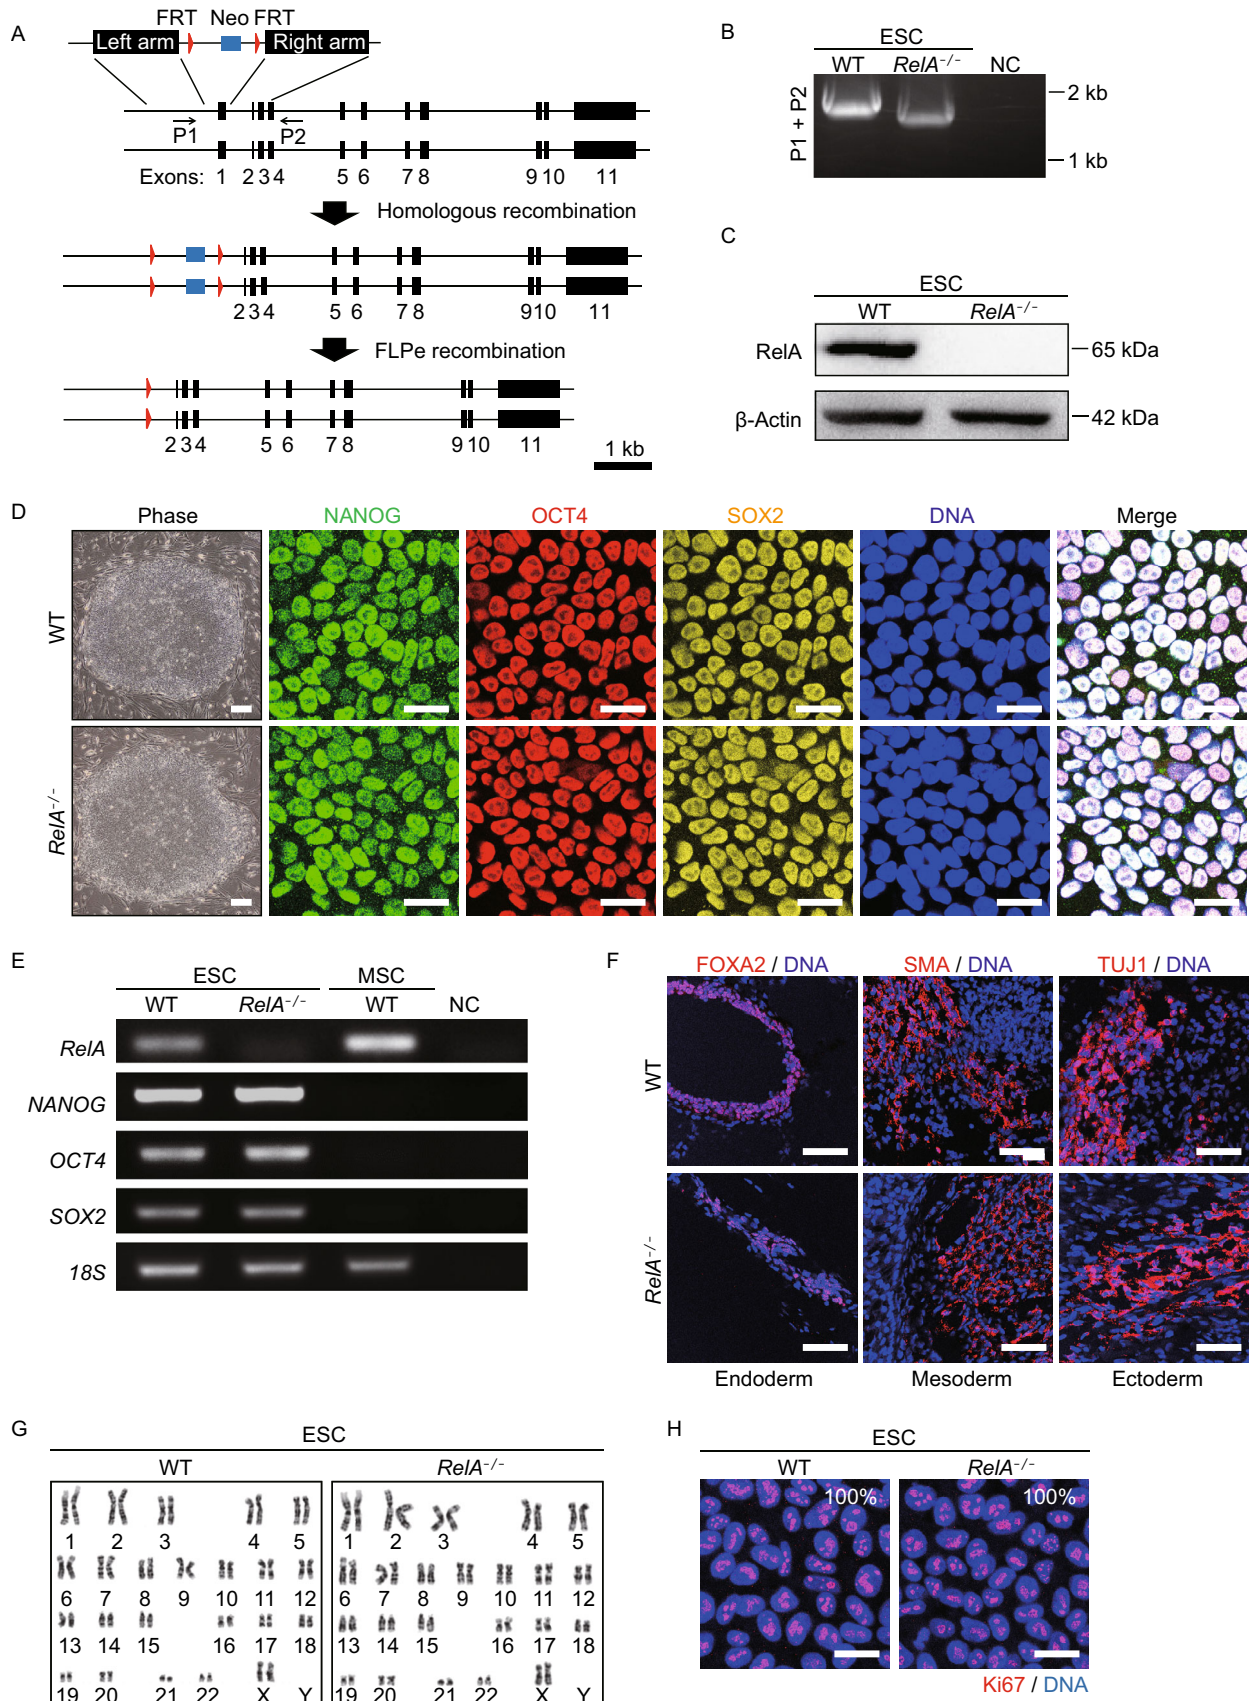 A
FRT Neo FRT
Left arm Right arm
P1 P2
Exons: 1 2 3 4 5 6 7 8 9 10 11
Homologous recombination
2 3 4 5 6 7 8 9 10 11
FLPe recombination
2 3 4 5 6 7 8 9 10 11
1 kb
B
ESC
WT RelA−/− NC
P1 + P2
2 kb
1 kb
C
ESC
WT RelA−/−
RelA 65 kDa
β-Actin 42 kDa
D
Phase NANOG OCT4 SOX2 DNA Merge
WT
RelA−/−
E
ESC MSC
WT RelA−/− WT NC
RelA
NANOG
OCT4
SOX2
18S
F
FOXA2 / DNA SMA / DNA TUJ1 / DNA
WT
RelA−/−
Endoderm Mesoderm Ectoderm
G
ESC
WT RelA−/−
1 2 3 4 5 1 2 3 4 5
6 7 8 9 10 11 12 6 7 8 9 10 11 12
13 14 15 16 17 18 13 14 15 16 17 18
19 20 21 22 X Y 19 20 21 22 X Y
H
ESC
WT RelA−/−
100% 100%
Ki67 / DNA